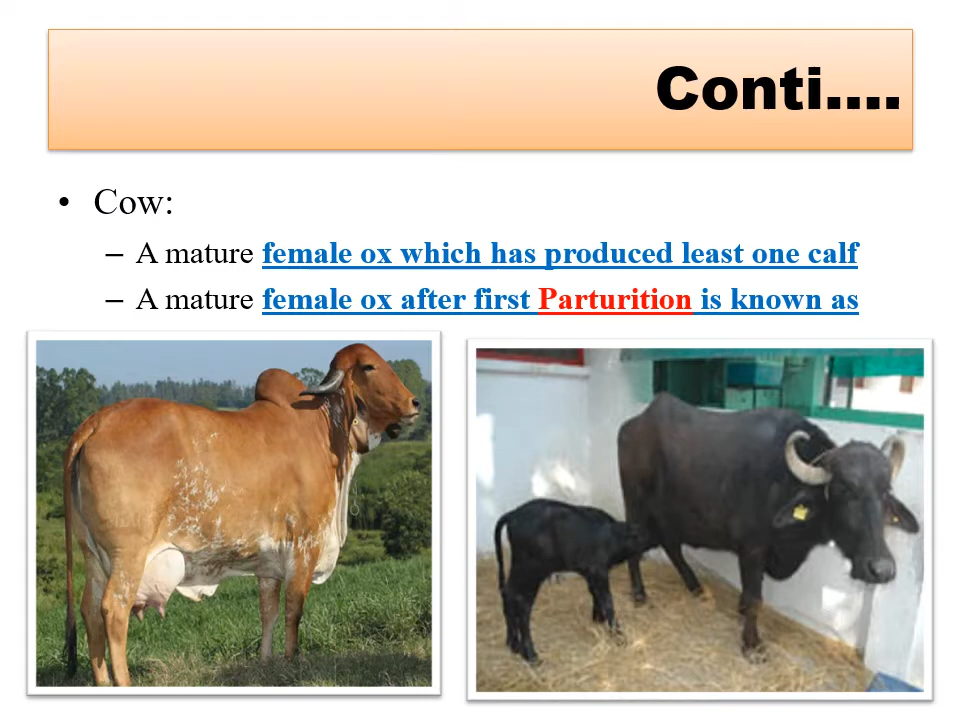 Conti….
• Cow:
– A mature female ox which has produced least one calf
– A mature female ox after first Parturition is known as